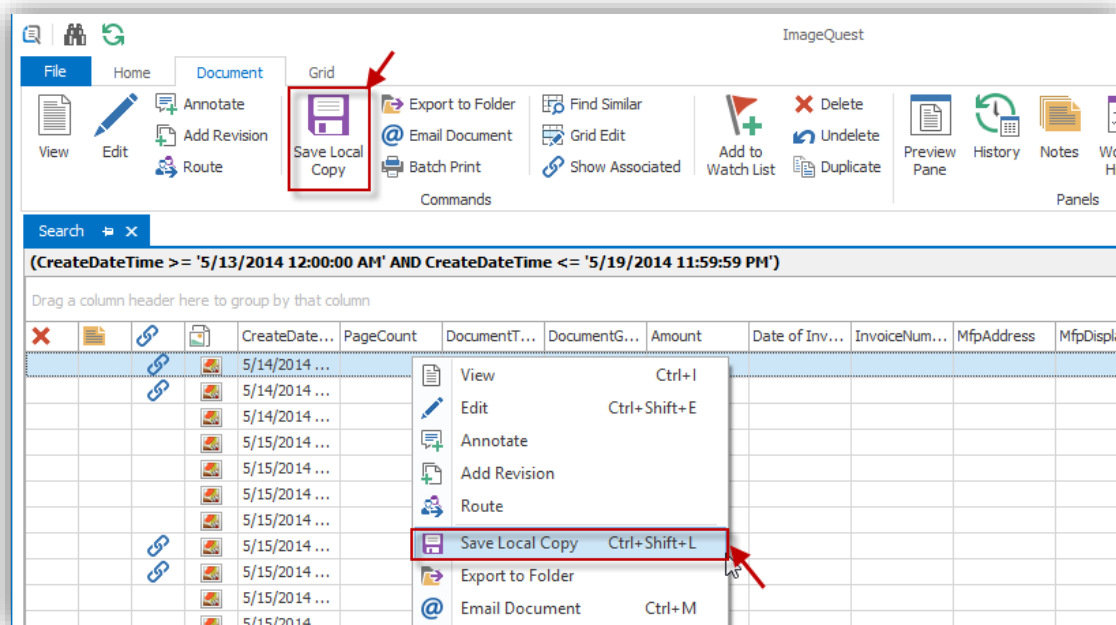 ImageQuest
File Home Document Grid
View
Edit
Annotate
Add Revision
Route
Save Local
Copy
Export to Folder
Email Document
Batch Print
Find Similar
Grid Edit
Show Associated
Add to
Watch List
Delete
Undelete
Duplicate
Preview
Pane
History
Notes
Commands
Panels
Search
(CreateDateTime >= '5/13/2014 12:00:00 AM' AND CreateDateTime <= '5/19/2014 11:59:59 PM')
Drag a column header here to group by that column
CreateDate... PageCount DocumentT... DocumentG... Amount Date of Inv... InvoiceNum... MfpAddress MfpDispla
5/14/2014 ...
5/14/2014 ...
5/14/2014 ...
5/15/2014 ...
5/15/2014 ...
5/15/2014 ...
5/15/2014 ...
5/15/2014 ...
5/15/2014 ...
5/15/2014 ...
5/15/2014
View Ctrl+I
Edit Ctrl+Shift+E
Annotate
Add Revision
Route
Save Local Copy Ctrl+Shift+L
Export to Folder
Email Document Ctrl+M